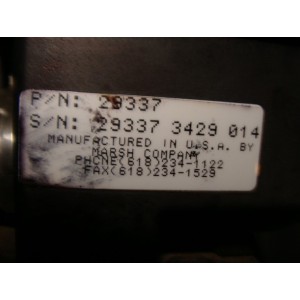 P/N: 29337
S/N: 29337 3429 014
MANUFACTURED IN U.S.A. BY
MARSH COMPANY
PHONE(618)234-1122
FAX(618)234-1529